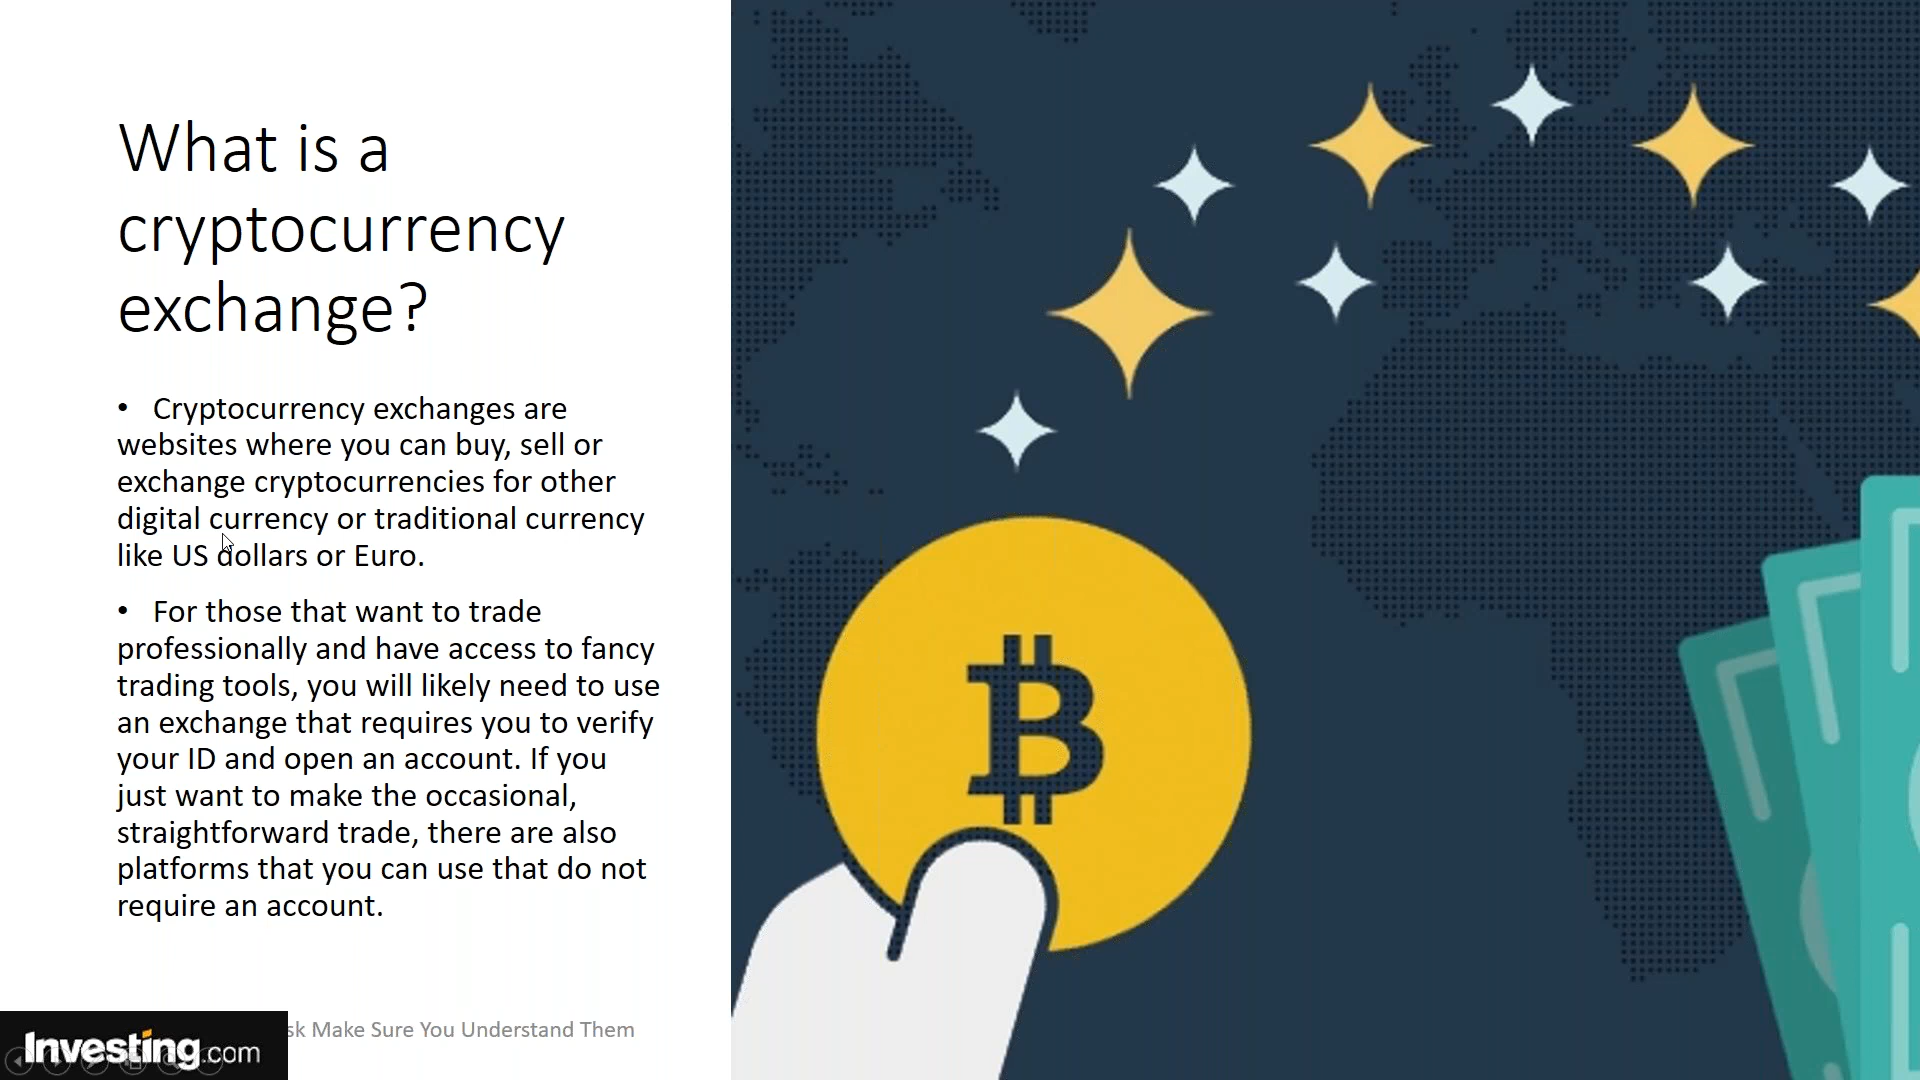 What is a
cryptocurrency
exchange?
• Cryptocurrency exchanges are
websites where you can buy, sell or
exchange cryptocurrencies for other
digital currency or traditional currency
like US dollars or Euro.
• For those that want to trade
professionally and have access to fancy
trading tools, you will likely need to use
an exchange that requires you to verify
your ID and open an account. If you
just want to make the occasional,
straightforward trade, there are also
platforms that you can use that do not
require an account.
sk Make Sure You Understand Them
Investing.com